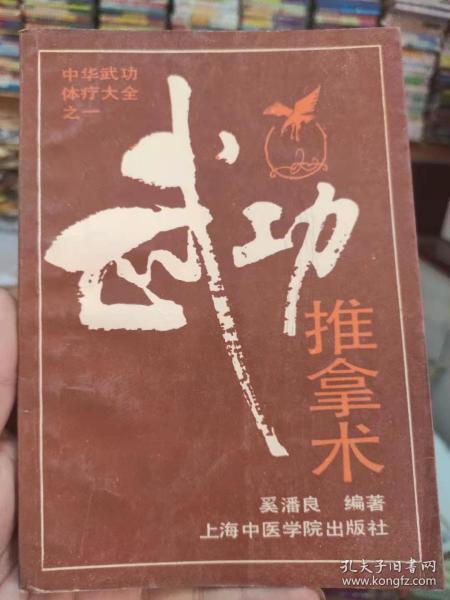 中华武功
体疗大全
之一
武功
推拿术
奚潘良 编著
上海中医学院出版社
孔夫子旧书网
www.kongfz.com